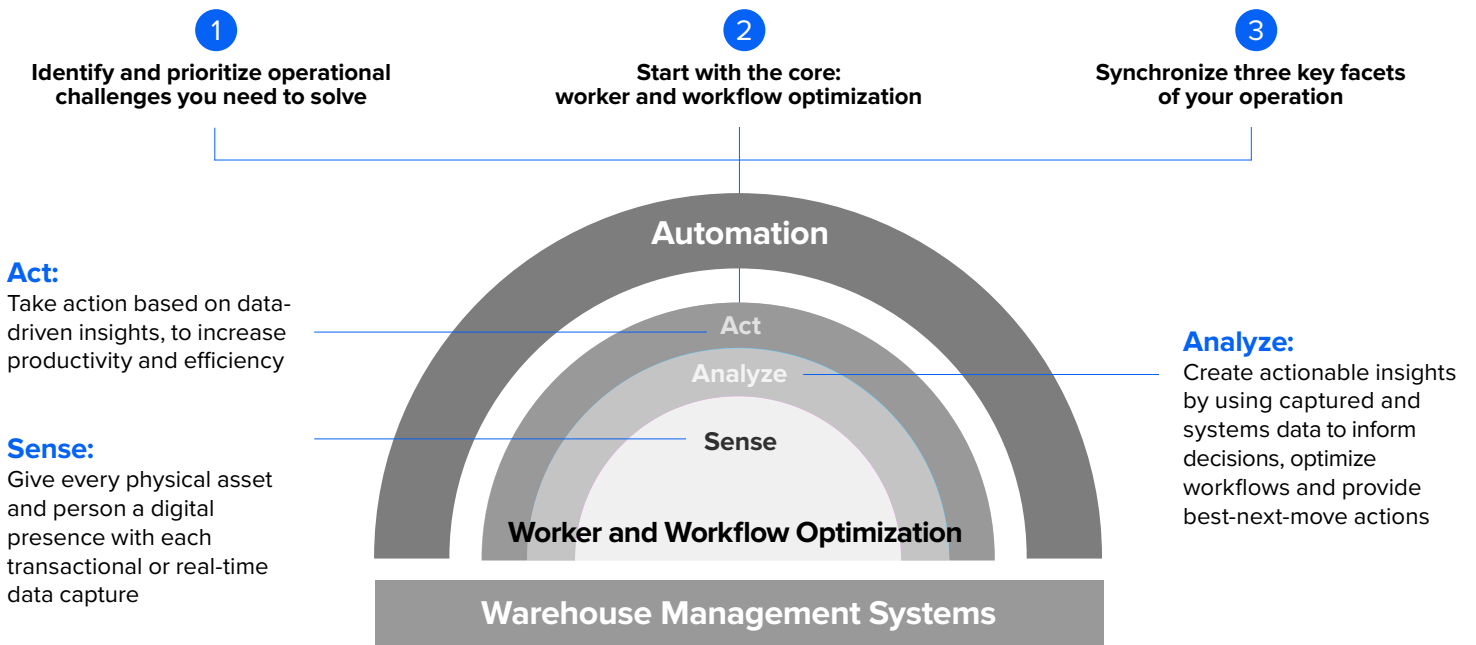 1
Identify and prioritize operational
challenges you need to solve
2
Start with the core:
worker and workflow optimization
3
Synchronize three key facets
of your operation
Automation
Act
Analyze
Sense
Worker and Workflow Optimization
Warehouse Management Systems
Act:
Take action based on data-
driven insights, to increase
productivity and efficiency
Sense:
Give every physical asset
and person a digital
presence with each
transactional or real-time
data capture
Analyze:
Create actionable insights
by using captured and
systems data to inform
decisions, optimize
workflows and provide
best-next-move actions